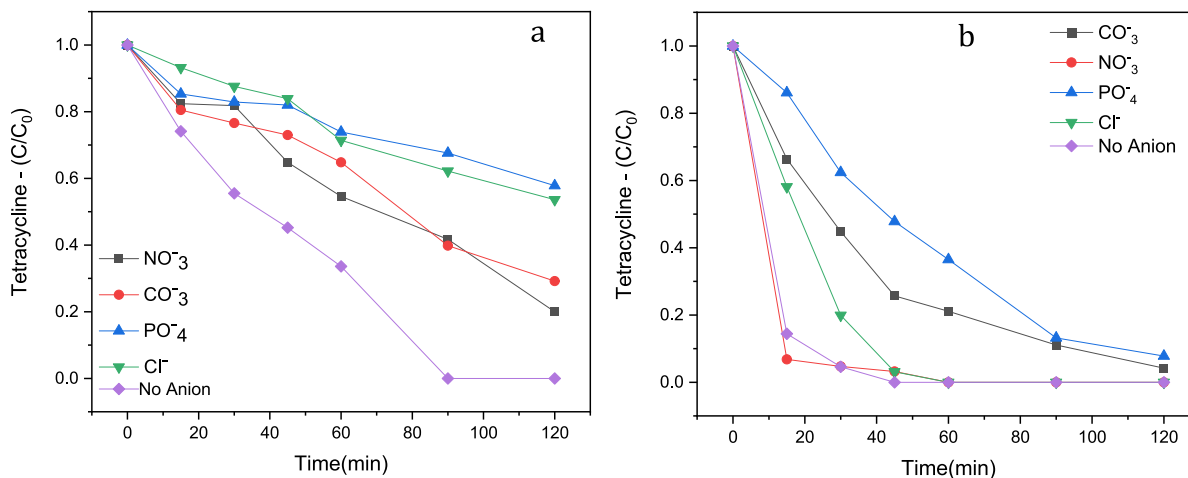 a
Tetracycline - (C/C₀)
1.0
0.8
0.6
0.4
0.2
0.0
NO⁻₃
CO⁻₃
PO⁻₄
Cl⁻
No Anion
0 20 40 60 80 100 120
Time(min)
b
Tetracycline - (C/C₀)
1.0
0.8
0.6
0.4
0.2
0.0
CO⁻₃
NO⁻₃
PO⁻₄
Cl⁻
No Anion
0 20 40 60 80 100 120
Time(min)